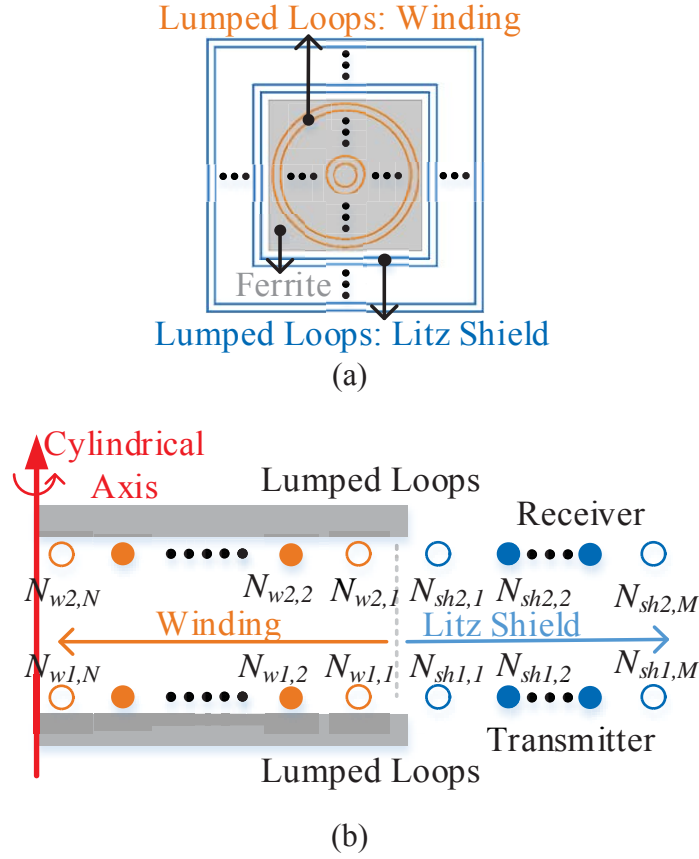 Lumped Loops: Winding
Ferrite
Lumped Loops: Litz Shield
(a)
Cylindrical
Axis
Lumped Loops
Receiver
N_{w2,N} N_{w2,2} N_{w2,1} N_{sh2,1} N_{sh2,2} N_{sh2,M}
Winding Litz Shield
N_{w1,N} N_{w1,2} N_{w1,1} N_{sh1,1} N_{sh1,2} N_{sh1,M}
Transmitter
Lumped Loops
(b)